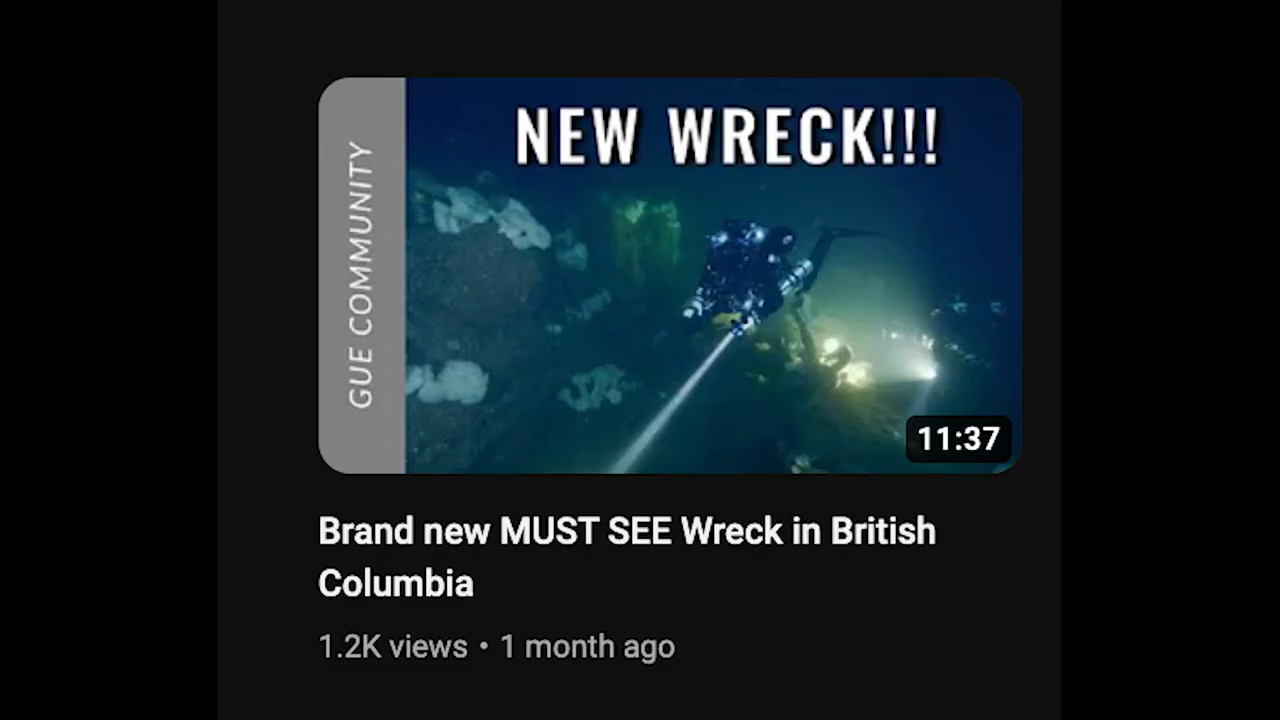 GUE COMMUNITY
NEW WRECK!!!
11:37
Brand new MUST SEE Wreck in British
Columbia
1.2K views • 1 month ago